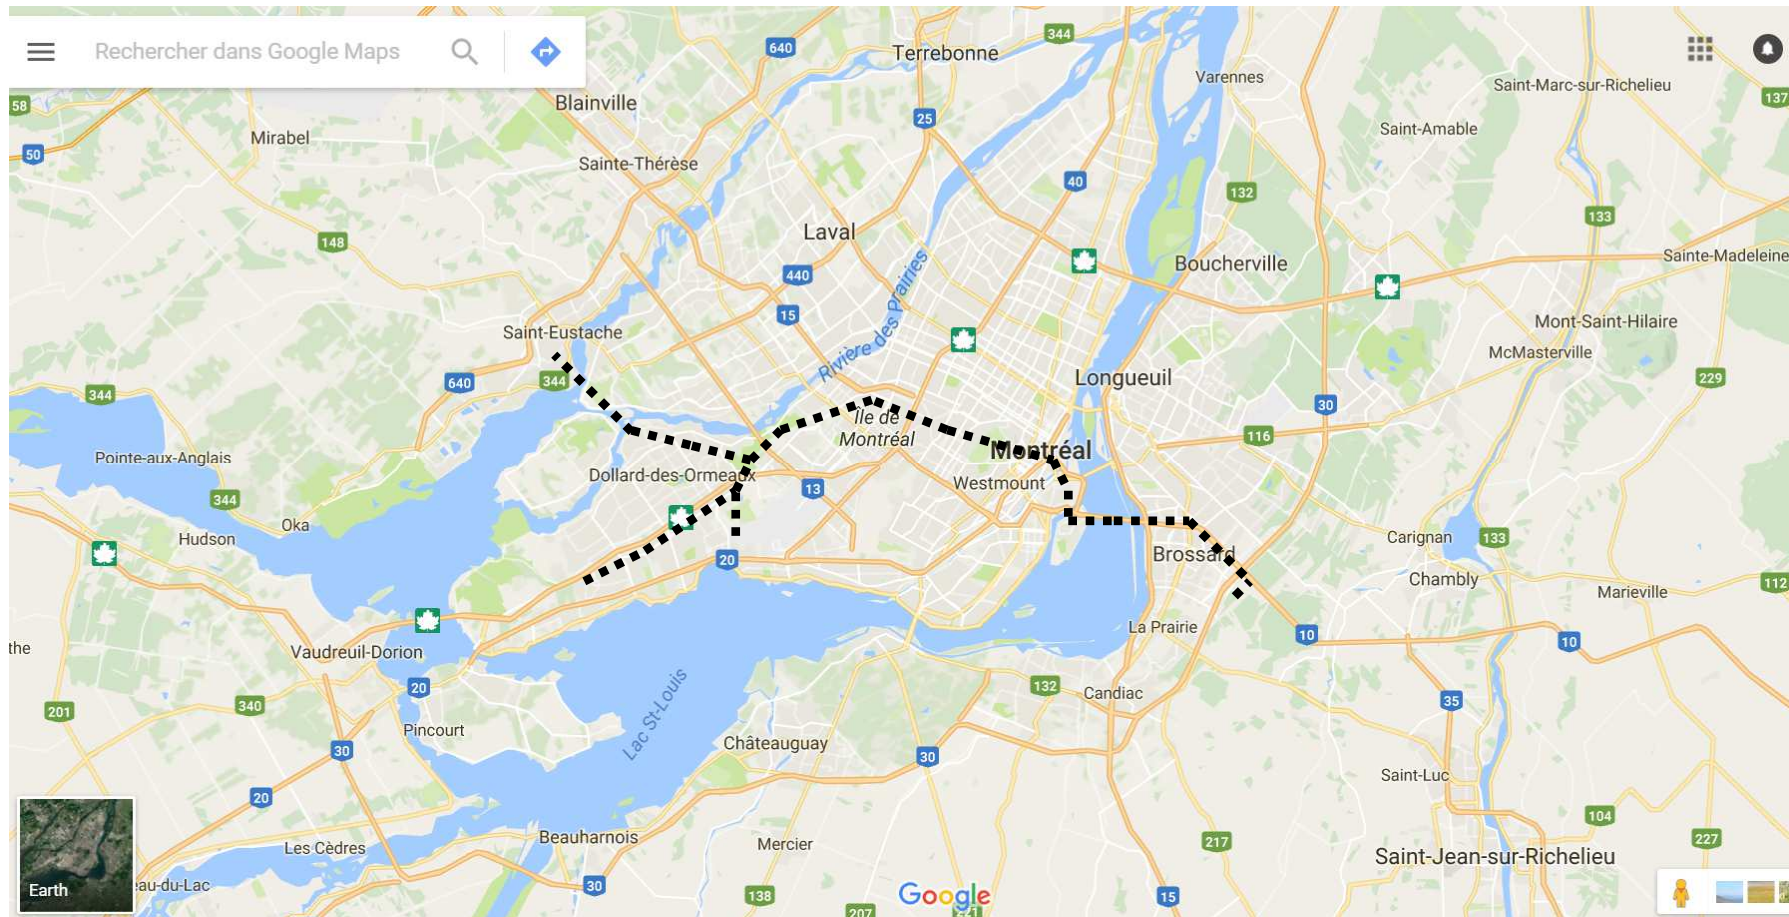 Rechercher dans Google Maps
640
Terrebonne
344
Varennes
Saint-Marc-sur-Richelieu
137
58
Blainville
25
Saint-Amable
Mirabel
50
Sainte-Thérèse
40
132
133
148
Laval
Sainte-Madeleine
440
Boucherville
15
Rivière des Prairies
Saint-Eustache
Mont-Saint-Hilaire
McMasterville
344
640
344
Longueuil
229
30
Île de
Montréal
116
Pointe-aux-Anglais
Montréal
Dollard-des-Ormeaux
Westmount
13
344
Oka
Hudson
Carignan
133
20
Brossard
Chambly
112
Marieville
La Prairie
10
10
the
Vaudreuil-Dorion
20
132
Candiac
35
201
340
Lac St-Louis
Pincourt
30
Châteauguay
30
Saint-Luc
20
104
Beauharnois
Mercier
217
227
Les Cèdres
Saint-Jean-sur-Richelieu
Earth
eau-du-Lac
30
138
Google
15
207
221